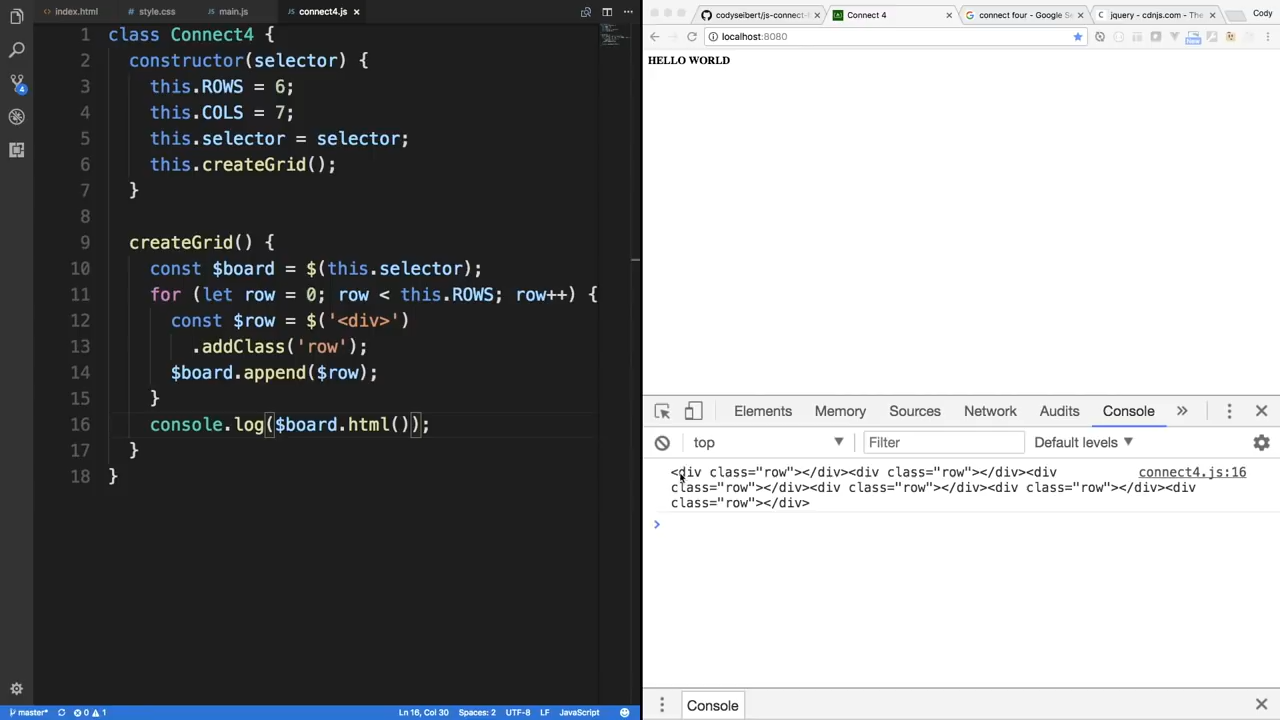 index.html
style.css
main.js
connect4.js
1 class Connect4 {
2 constructor(selector) {
3 this.ROWS = 6;
4 this.COLS = 7;
5 this.selector = selector;
6 this.createGrid();
7 }
8
9 createGrid() {
10 const $board = $(this.selector);
11 for (let row = 0; row < this.ROWS; row++) {
12 const $row = $('<div>')
13 .addClass('row');
14 $board.append($row);
15 }
16 console.log($board.html());
17 }
18 }
4
master*
0
1
Ln 16, Col 30
Spaces: 2
UTF-8
LF
JavaScript
codyseibert/js-connect-
Connect 4
connect four - Google Se
jquery - cdnjs.com - The
Cody
localhost:8080
HELLO WORLD
Elements
Memory
Sources
Network
Audits
Console
top
Filter
Default levels
<div class="row"></div><div class="row"></div><div
connect4.js:16
class="row"></div><div class="row"></div><div class="row"></div><div
class="row"></div>
Console